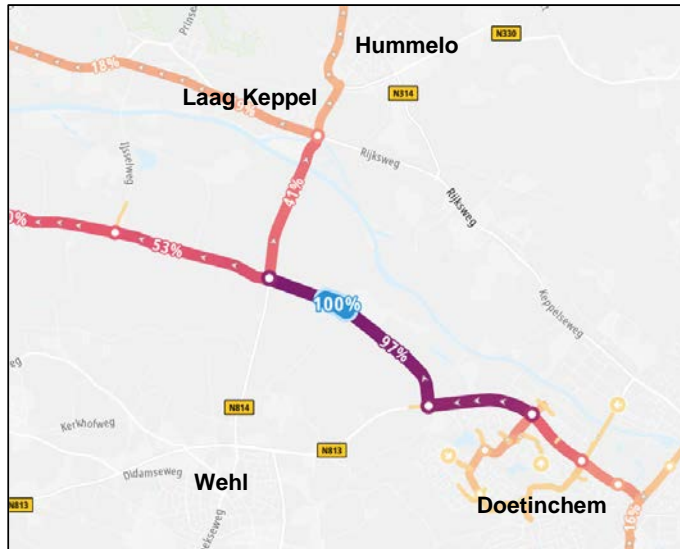 Prinse
Hummelo
N330
18%
Laag Keppel
N314
Rijksweg
IJsselweg
41%
Rijksweg
53%
Keppelseweg
100%
97%
N814
Kerkhofweg
N813
Didamseweg
Wehl
N813
Doetinchem
16%